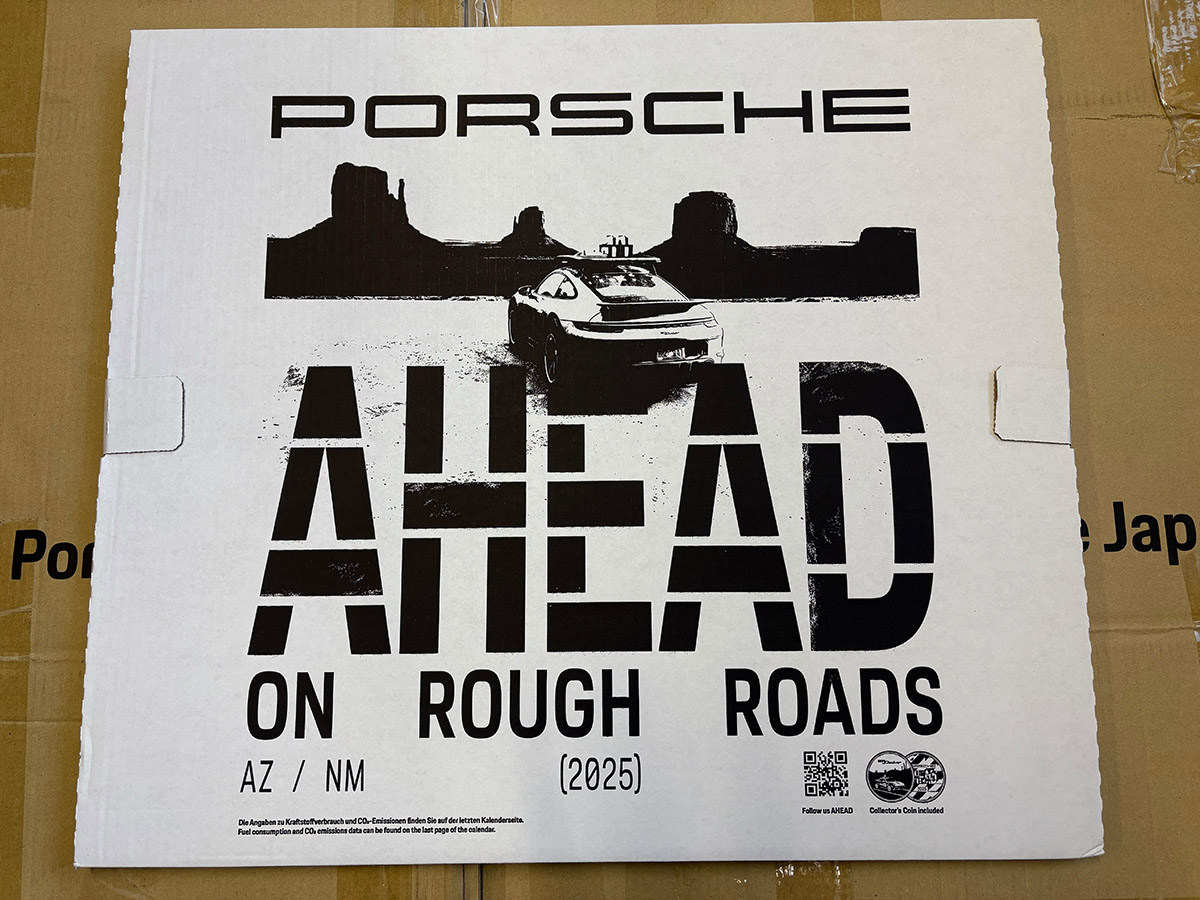 PORSCHE
AHEAD
ON ROUGH ROADS
AZ / NM (2025)
Follow us AHEAD
Collector's Coin included
Die Angaben zu Kraftstoffverbrauch und CO₂-Emissionen finden Sie auf der letzten Kalenderseite.
Fuel consumption and CO₂ emissions data can be found on the last page of the calendar.
Por
e Jap